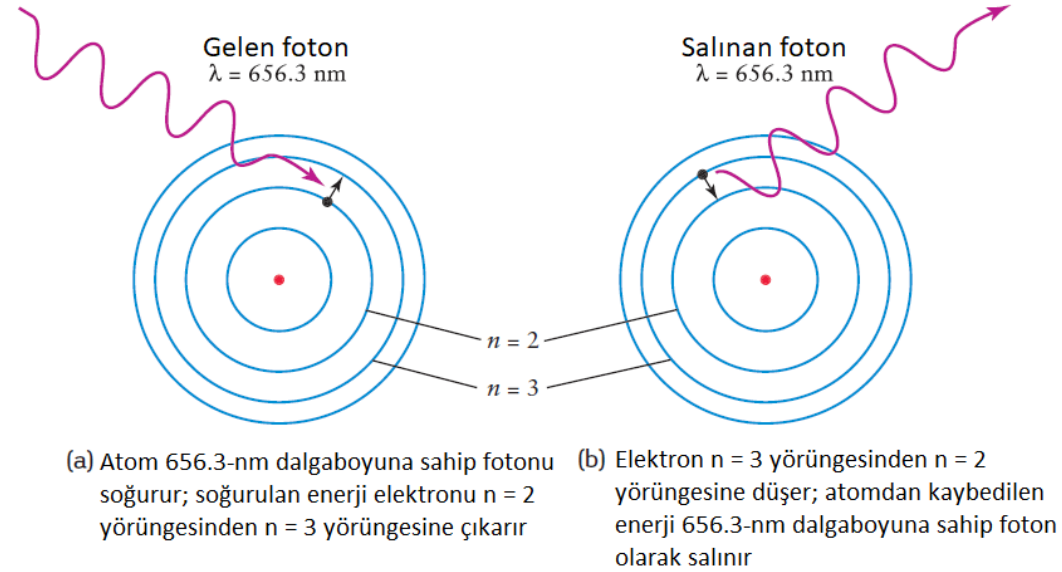 Gelen foton
λ = 656.3 nm
Salınan foton
λ = 656.3 nm
n = 2
n = 3
(a) Atom 656.3-nm dalgaboyuna sahip fotonu
soğurur; soğurulan enerji elektronu n = 2
yörüngesinden n = 3 yörüngesine çıkarır
(b) Elektron n = 3 yörüngesinden n = 2
yörüngesine düşer; atomdan kaybedilen
enerji 656.3-nm dalgaboyuna sahip foton
olarak salınır